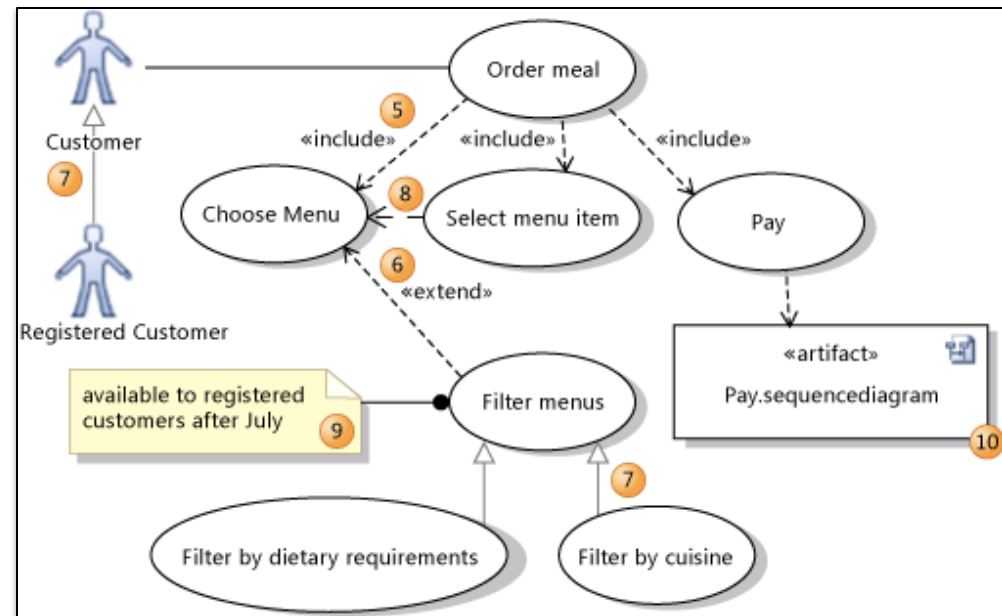 Order meal
5
«include»
«include»
«include»
Customer
7
Choose Menu
8
Select menu item
Pay
6
«extend»
Registered Customer
«artifact»
Pay.sequencediagram
10
available to registered
customers after July
9
Filter menus
7
Filter by dietary requirements
Filter by cuisine